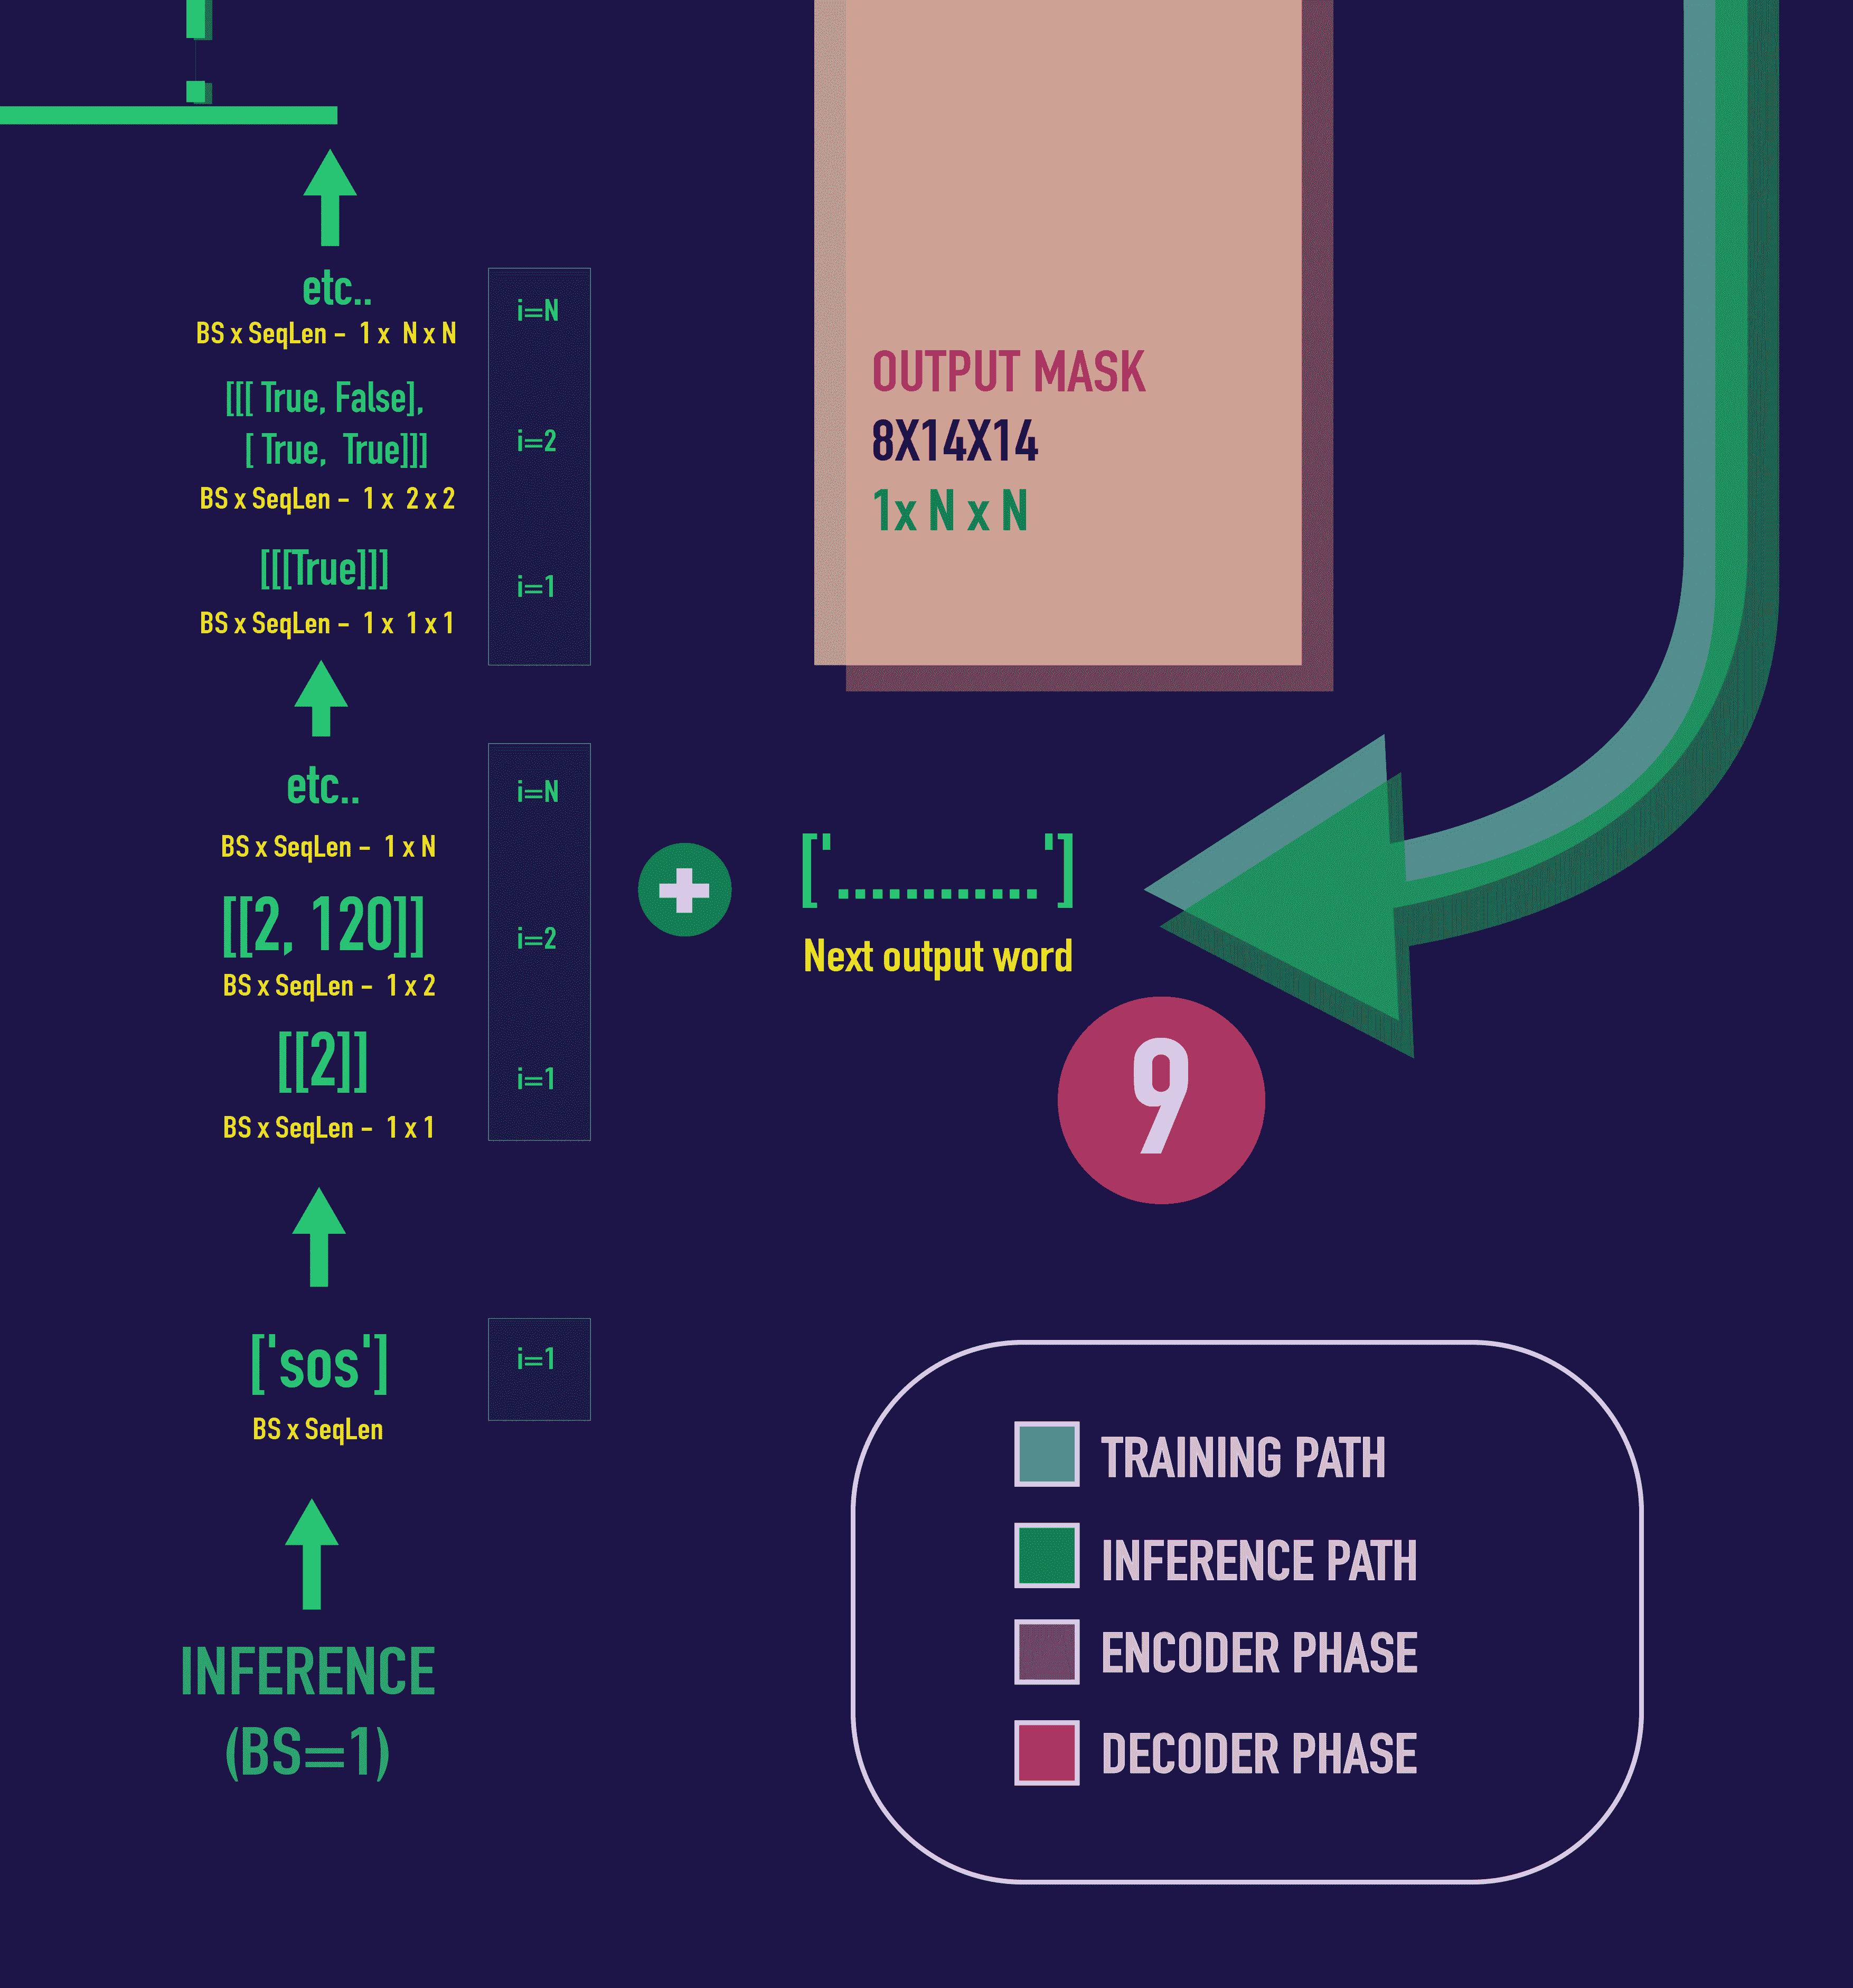 etc..
BS x SeqLen - 1 x N x N
[[[ True, False],
[ True, True]]]
BS x SeqLen - 1 x 2 x 2
[[[True]]]
BS x SeqLen - 1 x 1 x 1
i=N
i=2
i=1
OUTPUT MASK
8X14X14
1x N x N
etc..
BS x SeqLen - 1 x N
[[2, 120]]
BS x SeqLen - 1 x 2
[[2]]
BS x SeqLen - 1 x 1
i=N
i=2
i=1
+
['............']
Next output word
9
['sos']
BS x SeqLen
i=1
INFERENCE
(BS=1)
TRAINING PATH
INFERENCE PATH
ENCODER PHASE
DECODER PHASE